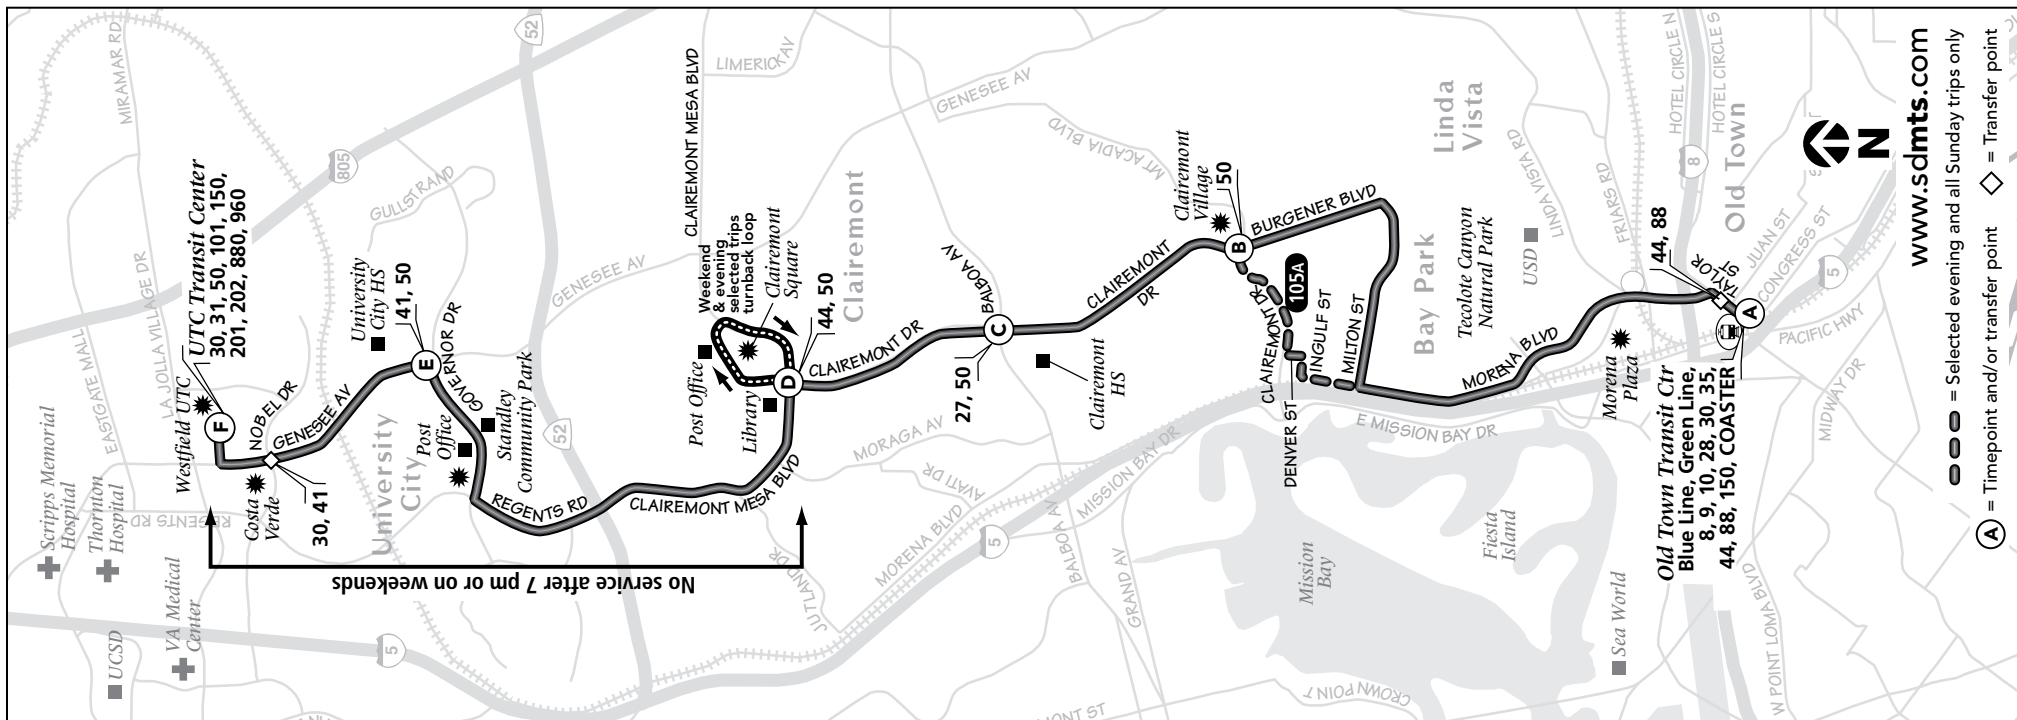 MIRAMAR RD
EASTGATE MALL
LA JOLLA VILLAGE DR
805
52
Scripps Memorial
Hospital
Thornton
Hospital
VA Medical
Center
UCSD
REGENTS RD
5
Westfield UTC
F
UTC Transit Center
30, 31, 50, 101, 150,
201, 202, 880, 960
NOBEL DR
GENESEE AV
Costa
Verde
30, 41
University
City
GULLSTRAND
University
City HS
41, 50
E
GOVERNOR DR
Post
Office
Standley
Community Park
REGENTS RD
52
GENESEE AV
CLAIREMONT MESA BLVD
No service after 7 pm or on weekends
CLAIREMONT MESA BLVD
LIMERICK AV
Weekend
& evening
selected trips
turnback loop
Clairemont
Square
Post Office
Library
D
44, 50
Clairemont
CLAIREMONT DR
MORAGA AV
AVATI DR
JUTLAND DR
MORENA BLVD
5
GENESEE AV
BALBOA AV
C
27, 50
Clairemont
HS
BALBOA AV
MISSION BAY DR
GRAND AV
MT ACADIA BLVD
CLAIREMONT
DR
Clairemont
Village
50
B
BURGENER BLVD
CLAIREMONT DR
105A
INGULF ST
DENVER ST
MILTON ST
Bay Park
Linda
Vista
Tecolote Canyon
Natural Park
USD
LINDA VISTA RD
FRIARS RD
MORENA BLVD
E MISSION BAY DR
Morena
Plaza
Mission
Bay
Fiesta
Island
Sea World
CROWN POINT
44, 88
TAYLOR
ST
A
Old Town Transit Ctr
Blue Line, Green Line,
8, 9, 10, 28, 30, 35,
44, 88, 150, COASTER
HOTEL CIRCLE N
8
HOTEL CIRCLE S
Old Town
JUAN ST
CONGRESS ST
5
PACIFIC HWY
MIDWAY DR
W POINT LOMA BLVD
N
www.sdmts.com
= Selected evening and all Sunday trips only
A = Timepoint and/or transfer point
= Transfer point